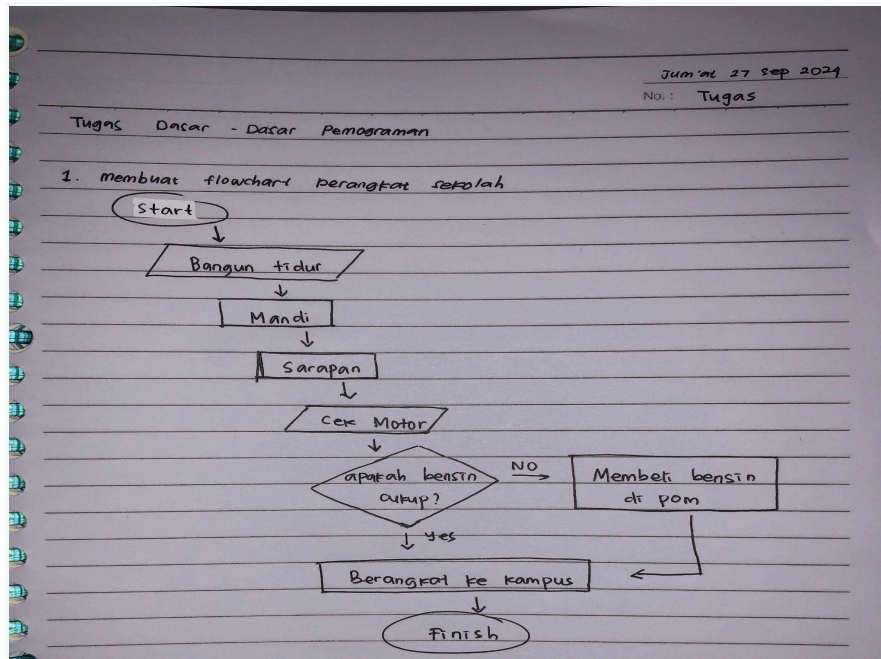 Jum'at 27 Sep 2024
No. : Tugas
Tugas Dasar - Dasar Pemograman
1. membuat flowchart berangkat sekolah
Start
Bangun tidur
Mandi
Sarapan
Cek Motor
apakah bensin
cukup?
NO
Membeli bensin
di pom
yes
Berangkat ke kampus
Finish